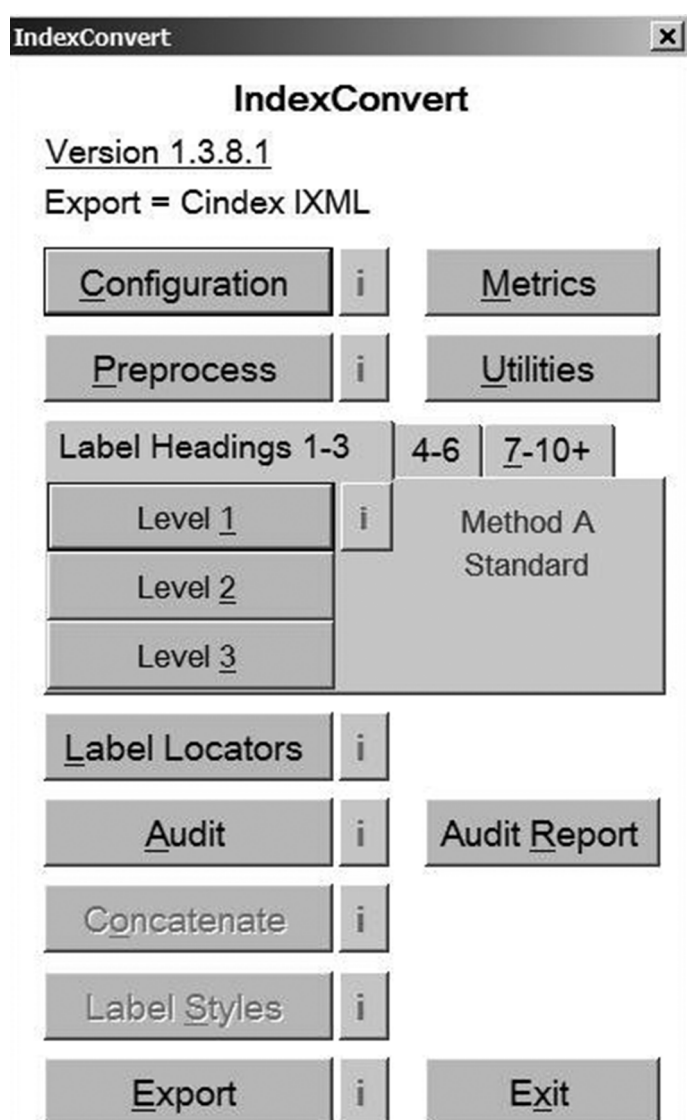 IndexConvert
IndexConvert
Version 1.3.8.1
Export = Cindex IXML
Configuration i Metrics
Preprocess i Utilities
Label Headings 1-3 4-6 7-10+
Level 1 i Method A
Standard
Level 2
Level 3
Label Locators i
Audit i Audit Report
Concatenate i
Label Styles i
Export i Exit